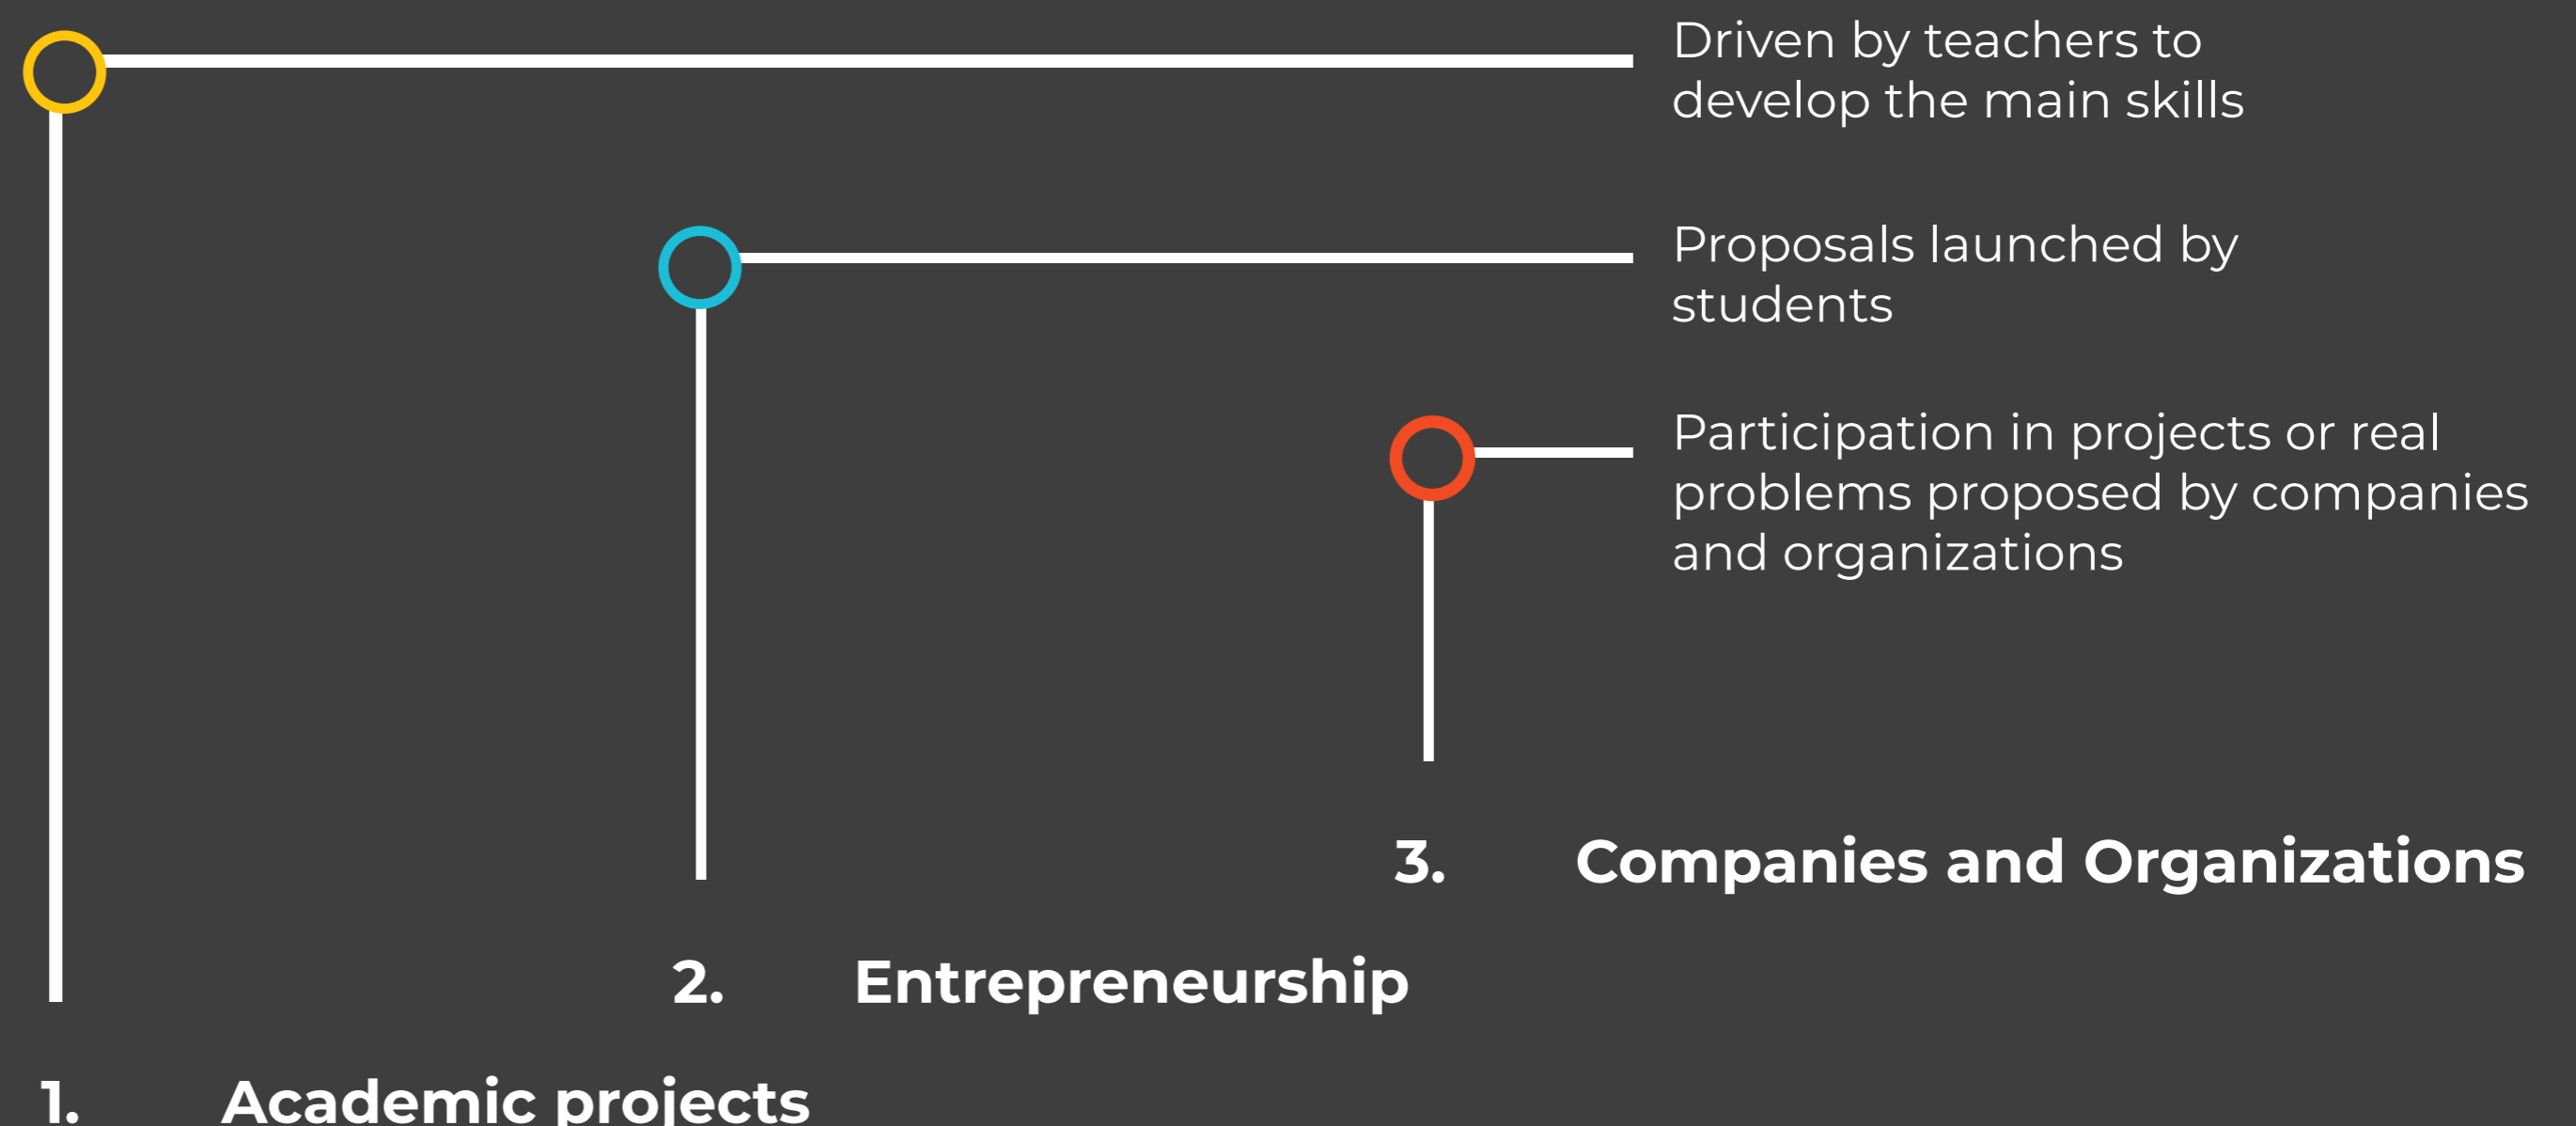 Driven by teachers to
develop the main skills
Proposals launched by
students
Participation in projects or real
problems proposed by companies
and organizations
3. Companies and Organizations
2. Entrepreneurship
1. Academic projects